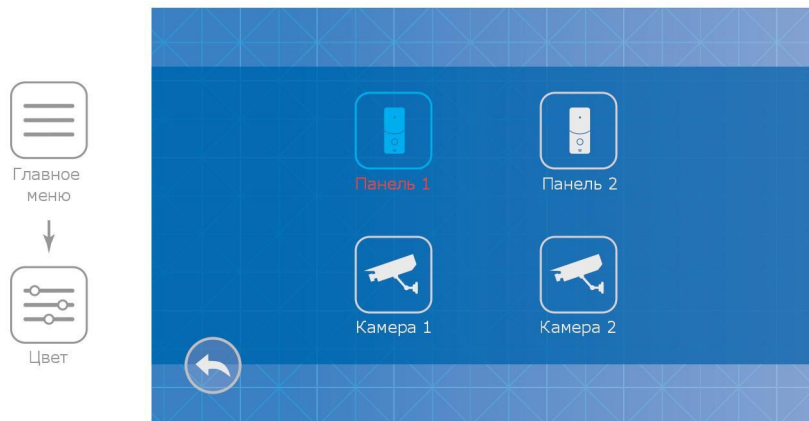 Главное
меню
Цвет
Панель 1
Панель 2
Камера 1
Камера 2